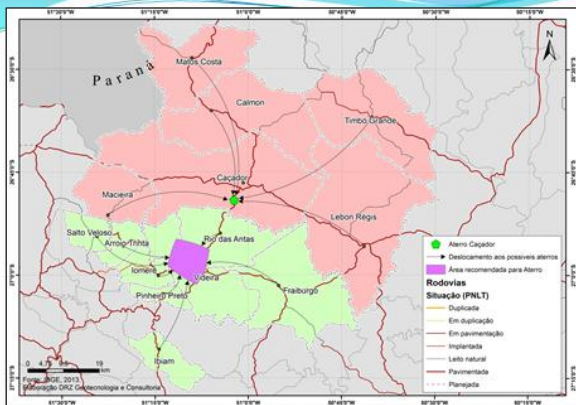 N
Paraná
Matos Costa
Calmon
Timbó Grande
Caçador
Macieira
Lebon Régis
Salto Veloso
Arroio Trinta
Rio das Antas
Iomerê
Videira
Fraiburgo
Pinheiro Preto
Ibiam
Aterro Caçador
Deslocamento aos possíveis aterros
Área recomendada para Aterro
Rodovias
Situação (PNLT)
Duplicada
Em duplicação
Em pavimentação
Implantada
Leito natural
Pavimentada
Planejada
km
Fonte: IBGE, 2013.
Elaboração DRZ Geotecnologia e Consultoria